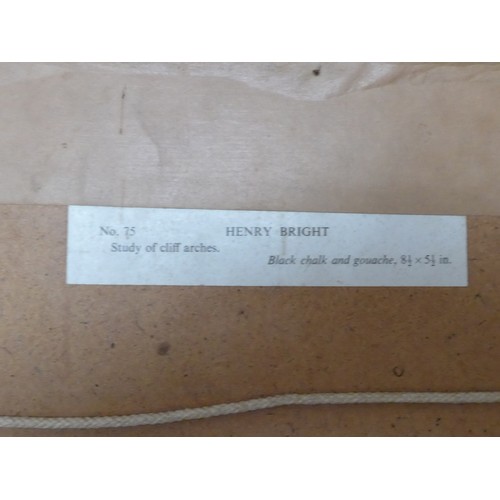 No. 75 HENRY BRIGHT
Study of cliff arches.
Black chalk and gouache, 8½ × 5½ in.